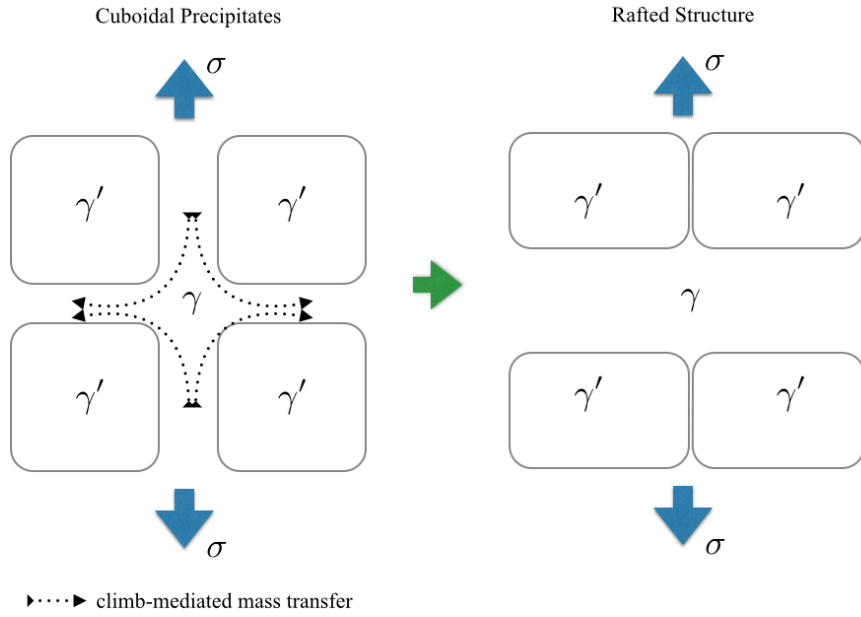 Cuboidal Precipitates
Rafted Structure
σ
σ
γ′ γ′
γ′ γ′
γ
γ
γ′ γ′
γ′ γ′
σ
σ
climb-mediated mass transfer